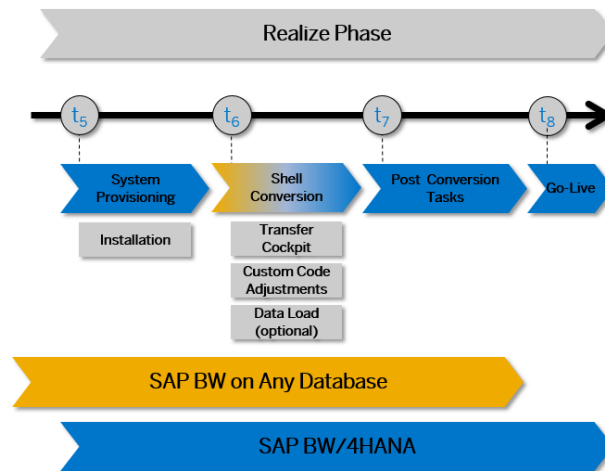 Realize Phase
t5
t6
t7
t8
System
Provisioning
Shell
Conversion
Post Conversion
Tasks
Go-Live
Installation
Transfer
Cockpit
Custom Code
Adjustments
Data Load
(optional)
SAP BW on Any Database
SAP BW/4HANA